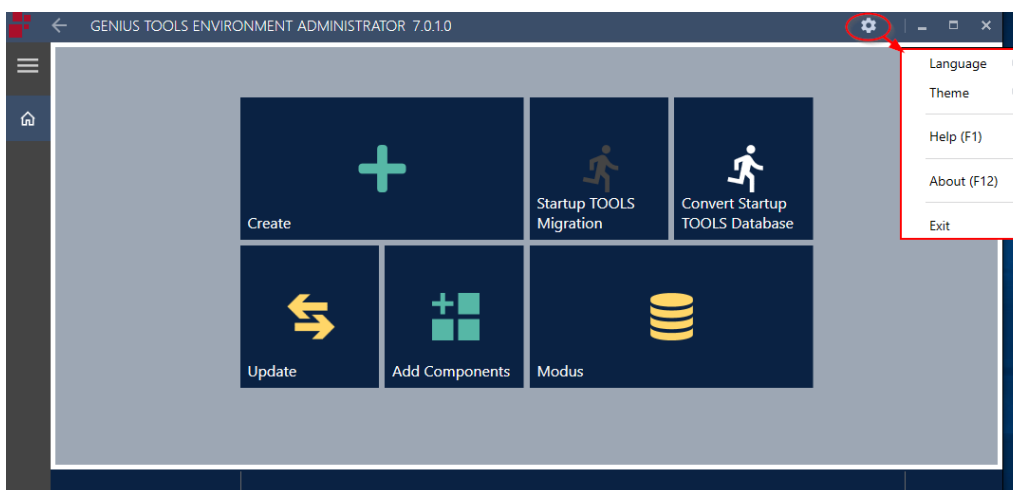 GENIUS TOOLS ENVIRONMENT ADMINISTRATOR 7.0.1.0
Language
Theme
Help (F1)
About (F12)
Exit
Create
Startup TOOLS
Migration
Convert Startup
TOOLS Database
Update
Add Components
Modus